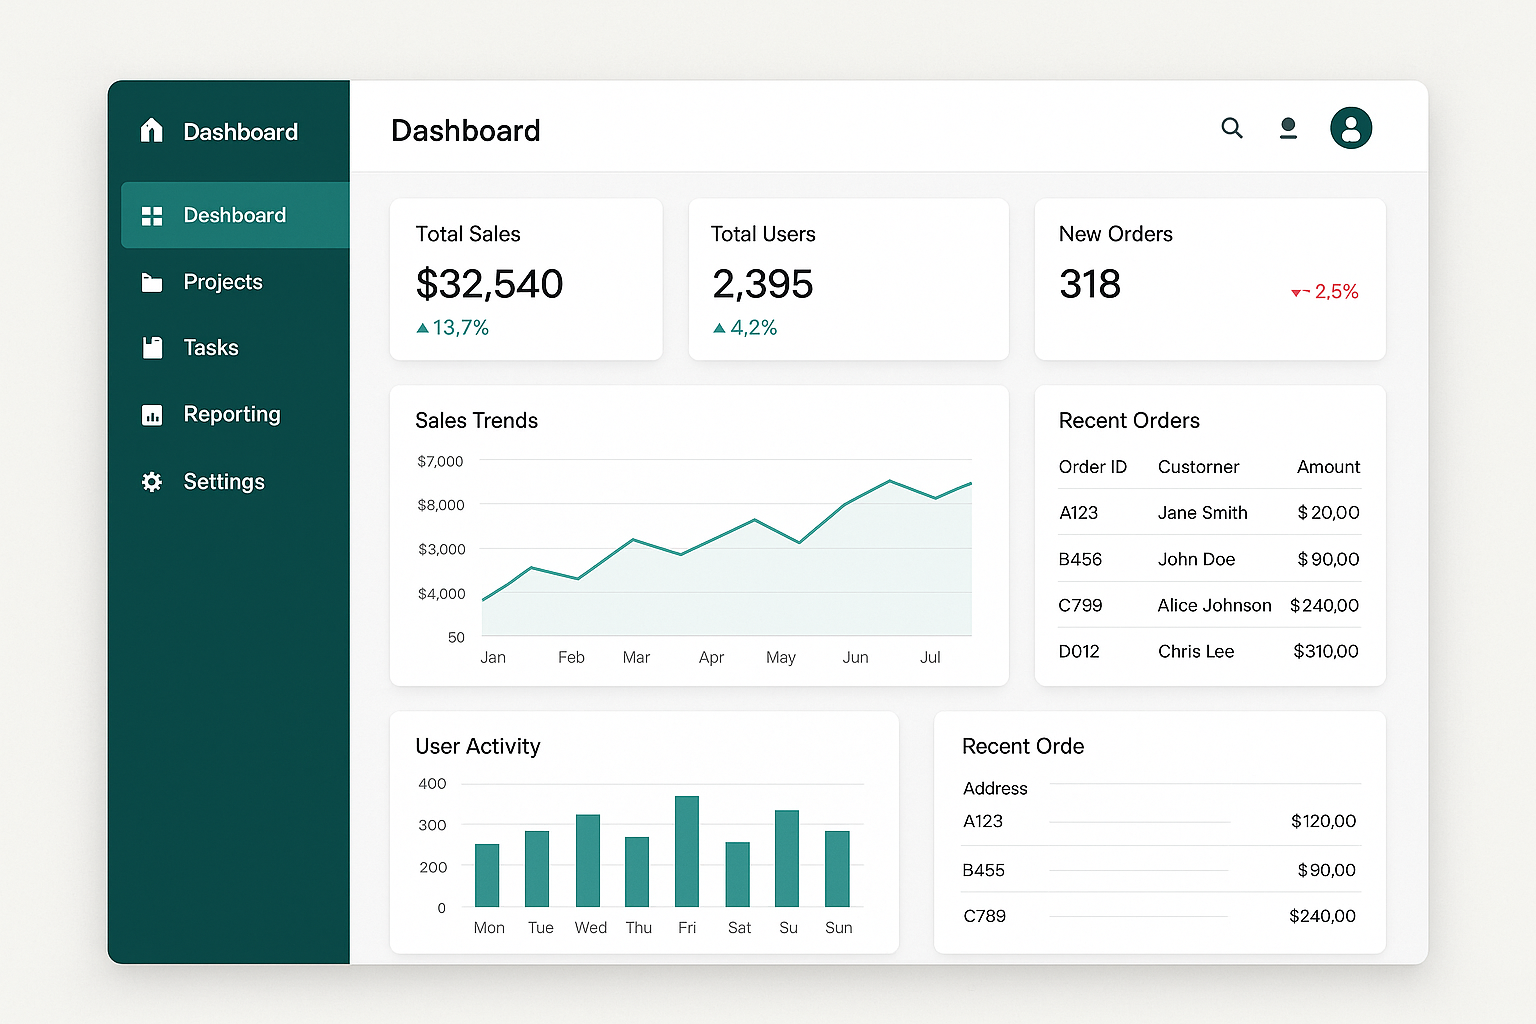 Dashboard
Deshboard
Projects
Tasks
Reporting
Settings
Dashboard
Total Sales
$32,540
13,7%
Total Users
2,395
4,2%
New Orders
318
2,5%
Sales Trends
$7,000
$8,000
$3,000
$4,000
50
Jan Feb Mar Apr May Jun Jul
Recent Orders
Order ID Custorner Amount
A123 Jane Smith $20,00
B456 John Doe $90,00
C799 Alice Johnson $240,00
D012 Chris Lee $310,00
User Activity
400
300
200
0
Mon Tue Wed Thu Fri Sat Su Sun
Recent Orde
Address
A123 $120,00
B455 $90,00
C789 $240,00